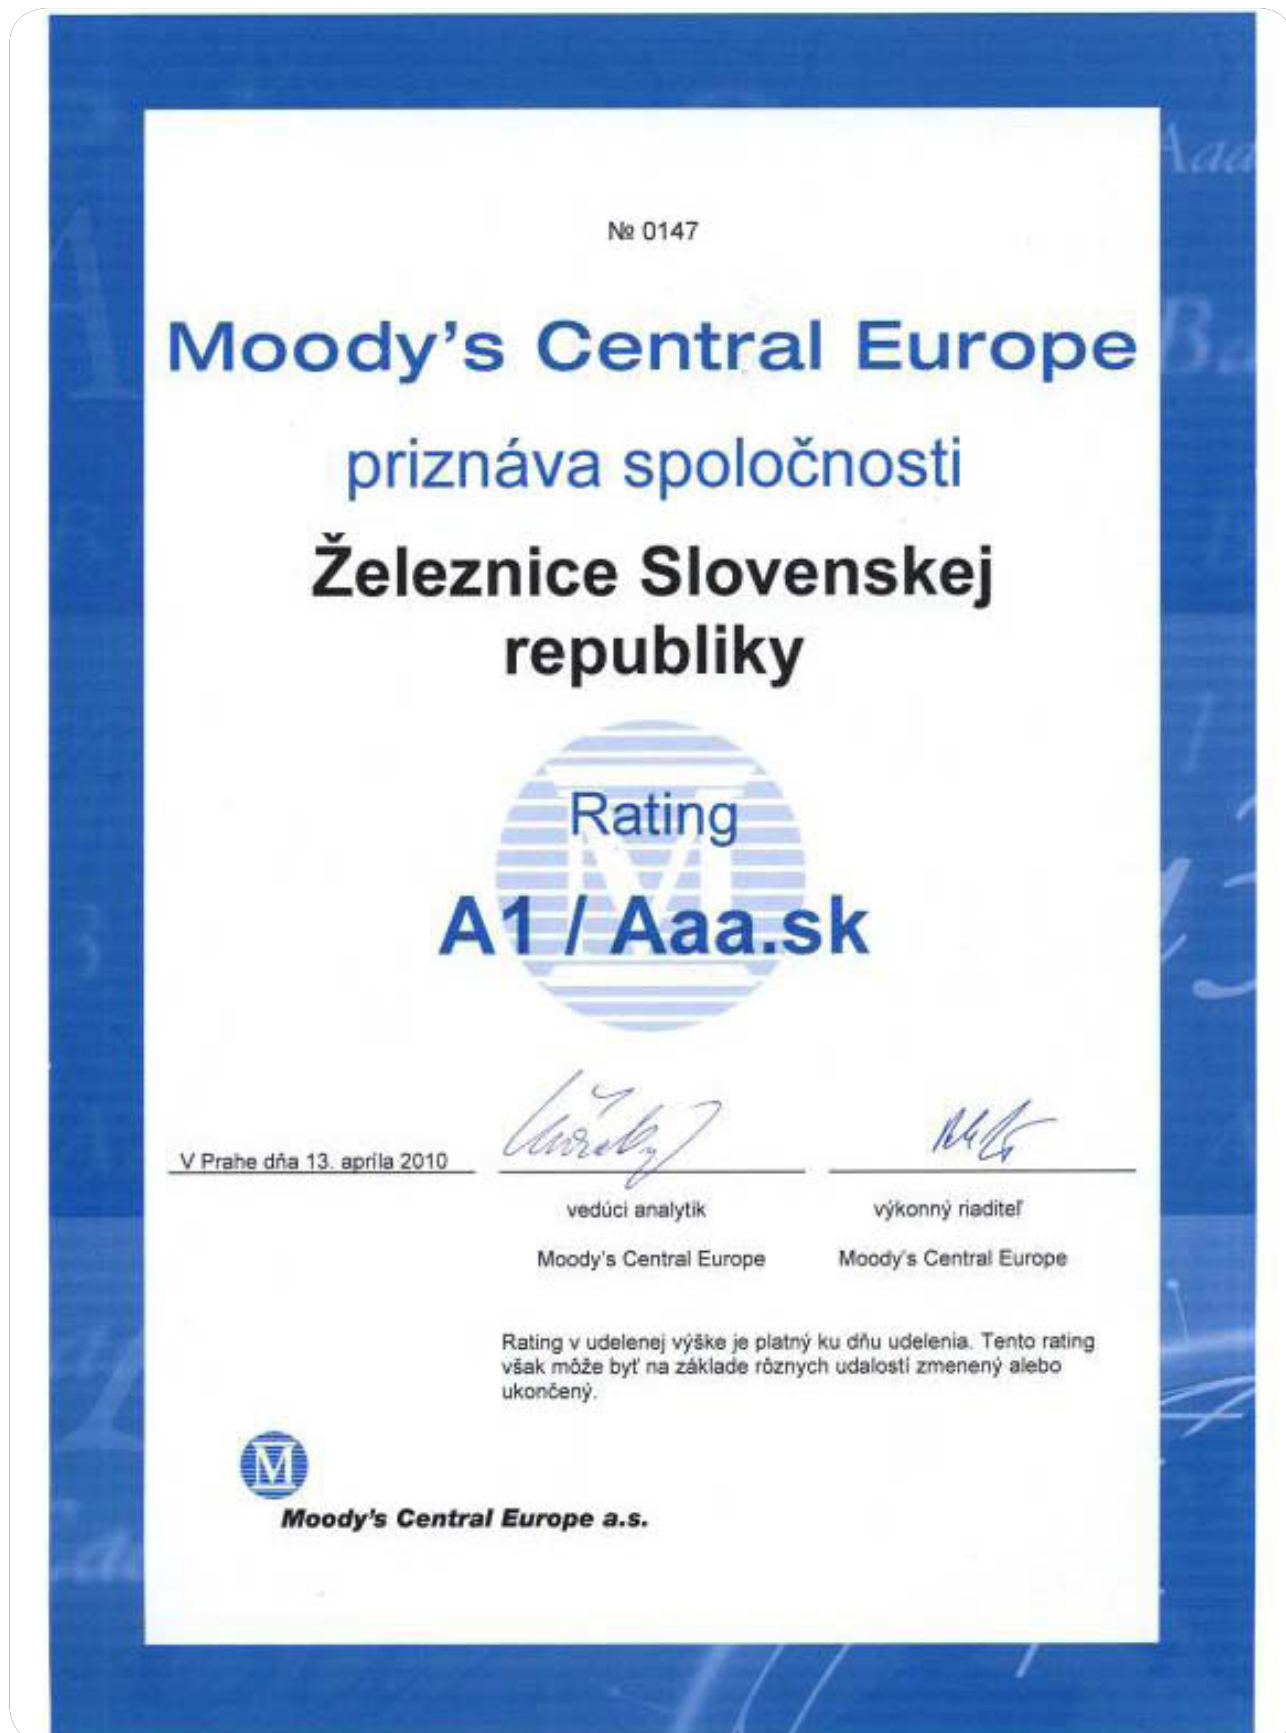 № 0147
Moody's Central Europe
priznáva spoločnosti
Železnice Slovenskej
republiky
Rating
A1 / Aaa.sk
V Prahe dňa 13. apríla 2010
vedúci analytik
výkonný riaditeľ
Moody's Central Europe
Moody's Central Europe
Rating v udelenej výške je platný ku dňu udelenia. Tento rating
však môže byť na základe rôznych udalostí zmenený alebo
ukončený.
M
Moody's Central Europe a.s.